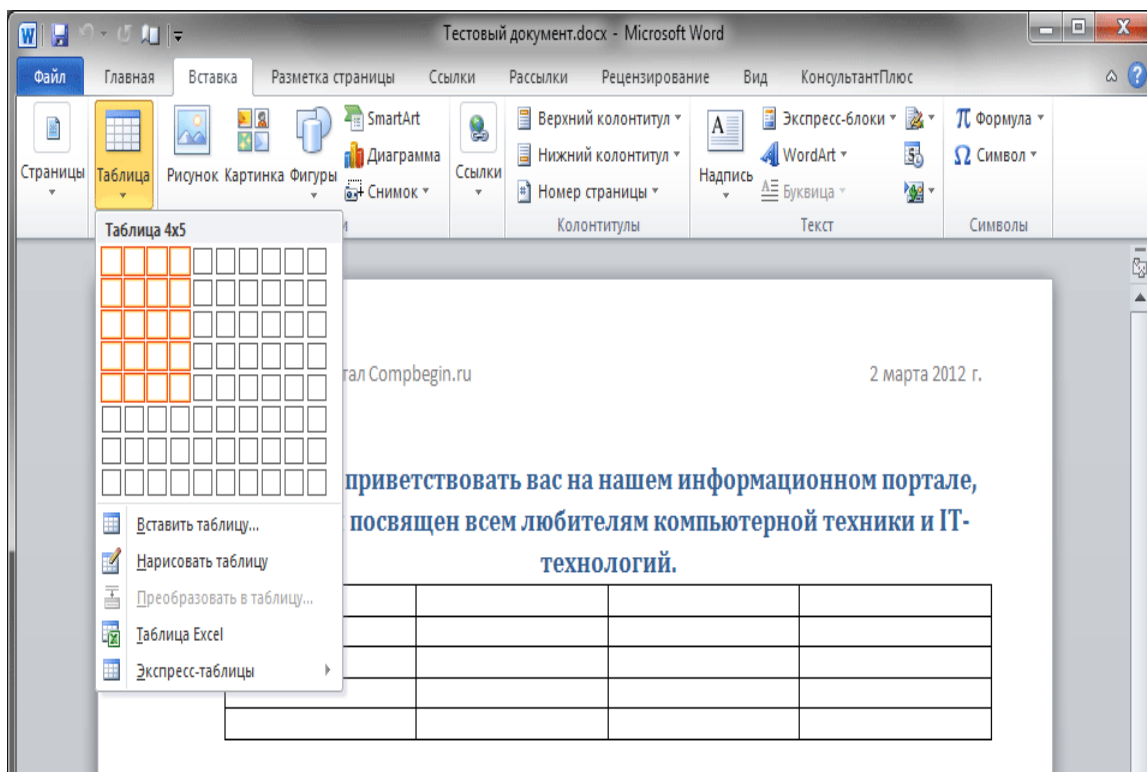 Тестовый документ.docx - Microsoft Word
Файл Главная Вставка Разметка страницы Ссылки Рассылки Рецензирование Вид КонсультантПлюс
Страницы
Таблица
Рисунок Картинка Фигуры
SmartArt
Диаграмма
Снимок
Ссылки
Верхний колонтитул
Нижний колонтитул
Номер страницы
Колонтитулы
Надпись
Экспресс-блоки
WordArt
Буквица
Текст
Формула
Символ
Символы
Таблица 4x5
Вставить таблицу...
Нарисовать таблицу
Преобразовать в таблицу...
Таблица Excel
Экспресс-таблицы
Compbegin.ru 2 марта 2012 г.
приветствовать вас на нашем информационном портале,
посвящен всем любителям компьютерной техники и IT-
технологий.